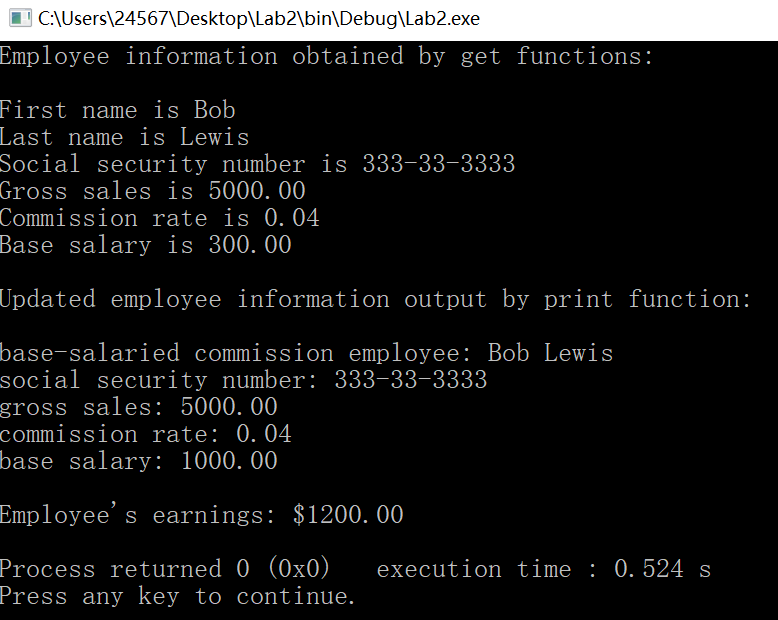 C:\Users\24567\Desktop\Lab2\bin\Debug\Lab2.exe
Employee information obtained by get functions:
First name is Bob
Last name is Lewis
Social security number is 333-33-3333
Gross sales is 5000.00
Commission rate is 0.04
Base salary is 300.00
Updated employee information output by print function:
base-salaried commission employee: Bob Lewis
social security number: 333-33-3333
gross sales: 5000.00
commission rate: 0.04
base salary: 1000.00
Employee's earnings: $1200.00
Process returned 0 (0x0)   execution time : 0.524 s
Press any key to continue.